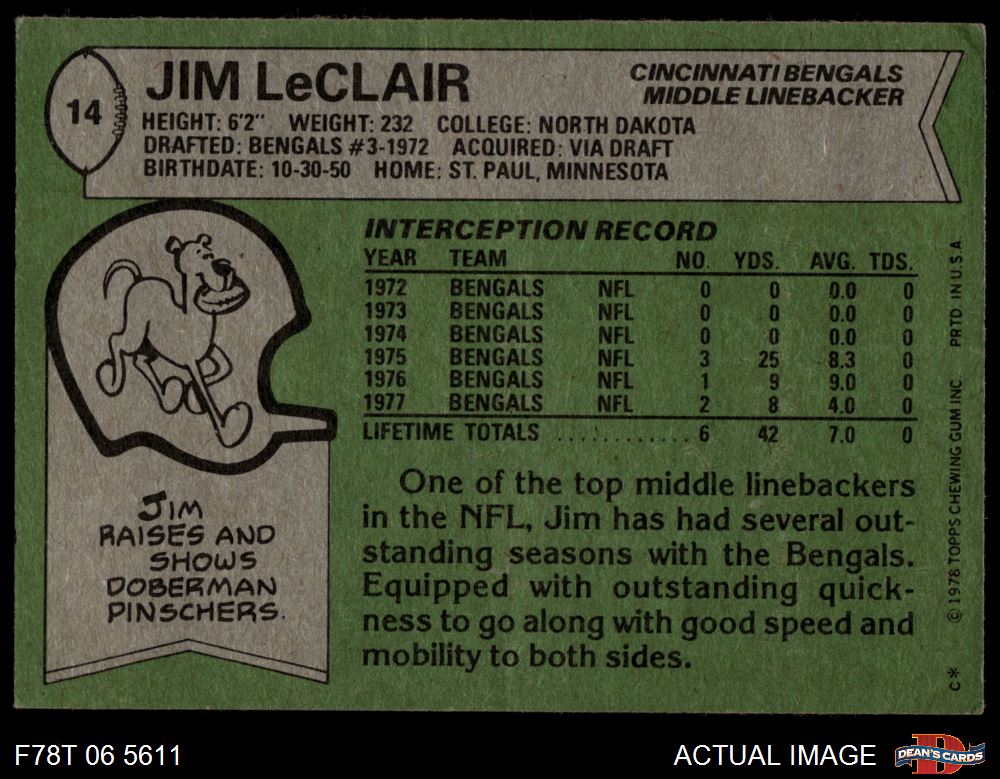 14
JIM LeCLAIR
CINCINNATI BENGALS
MIDDLE LINEBACKER
HEIGHT: 6'2" WEIGHT: 232 COLLEGE: NORTH DAKOTA
DRAFTED: BENGALS #3-1972 ACQUIRED: VIA DRAFT
BIRTHDATE: 10-30-50 HOME: ST. PAUL, MINNESOTA
INTERCEPTION RECORD
YEAR TEAM NO. YDS. AVG. TDS.
1972 BENGALS NFL 0 0 0.0 0
1973 BENGALS NFL 0 0 0.0 0
1974 BENGALS NFL 0 0 0.0 0
1975 BENGALS NFL 3 25 8.3 0
1976 BENGALS NFL 1 9 9.0 0
1977 BENGALS NFL 2 8 4.0 0
LIFETIME TOTALS ............ 6 42 7.0 0
JIM
RAISES AND
SHOWS
DOBERMAN
PINSCHERS.
One of the top middle linebackers
in the NFL, Jim has had several out-
standing seasons with the Bengals.
Equipped with outstanding quick-
ness to go along with good speed and
mobility to both sides.
C* © 1978 TOPPS CHEWING GUM INC. PRTD. IN U.S.A.
F78T 06 5611
ACTUAL IMAGE
DEAN'S CARDS